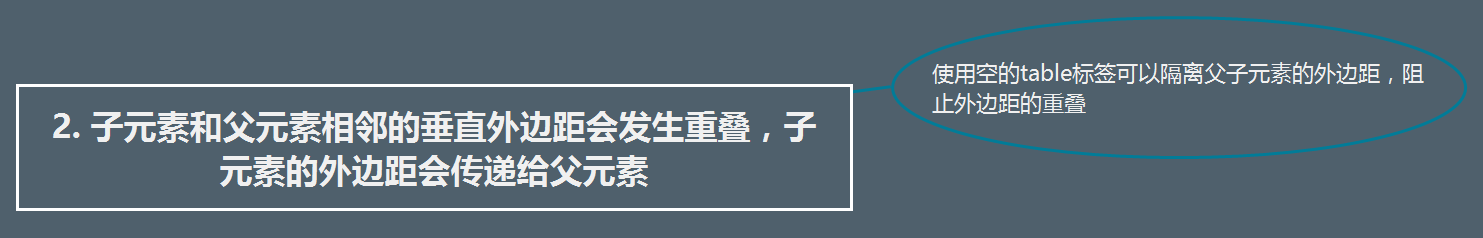 2. 子元素和父元素相邻的垂直外边距会发生重叠，子
元素的外边距会传递给父元素
使用空的table标签可以隔离父子元素的外边距，阻
止外边距的重叠